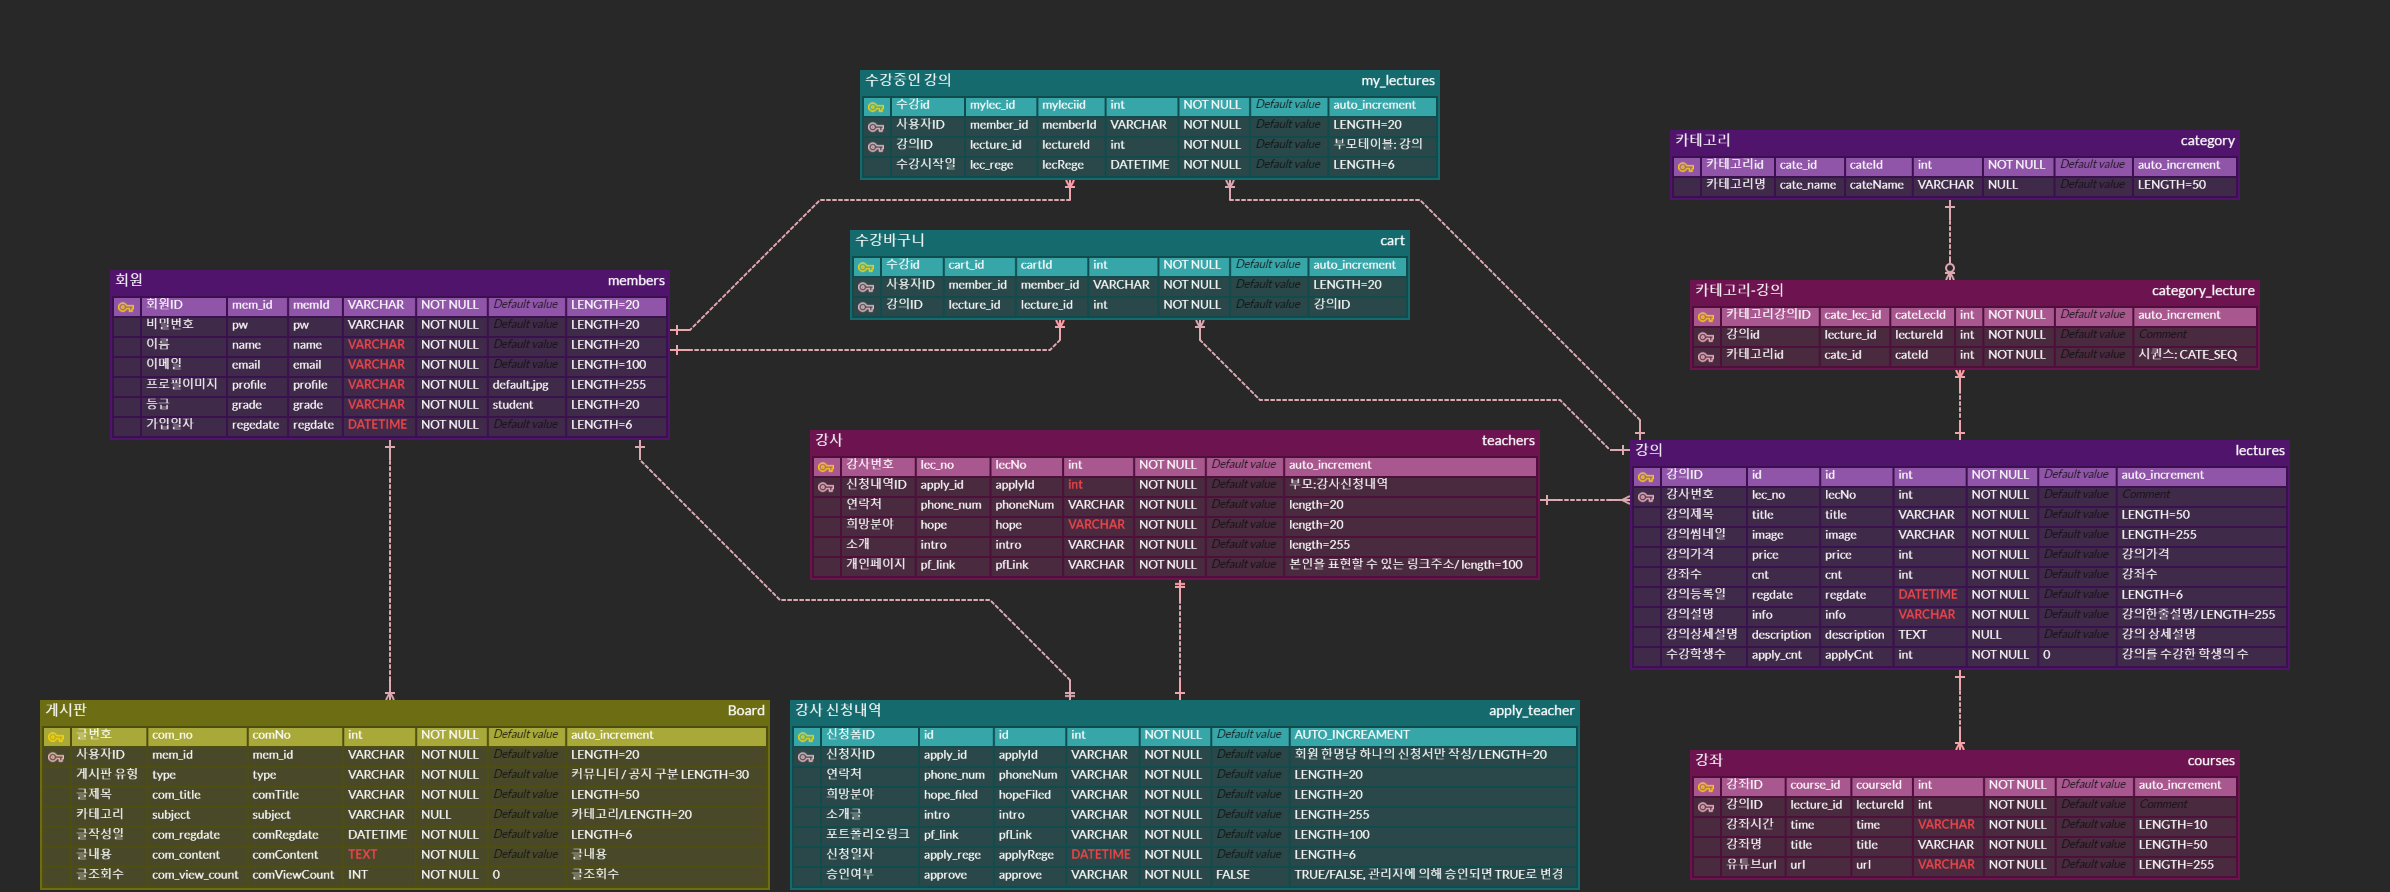 수강중인 강의 my_lectures
수강id mylec_id myleciid int NOT NULL Default value auto_increment
사용자ID member_id memberId VARCHAR NOT NULL Default value LENGTH=20
강의ID lecture_id lectureId int NOT NULL Default value 부모테이블: 강의
수강시작일 lec_rege lecRege DATETIME NOT NULL Default value LENGTH=6
카테고리 category
카테고리id cate_id cateId int NOT NULL Default value auto_increment
카테고리명 cate_name cateName VARCHAR NULL Default value LENGTH=50
수강바구니 cart
수강id cart_id cartId int NOT NULL Default value auto_increment
사용자ID member_id member_id VARCHAR NOT NULL Default value LENGTH=20
강의ID lecture_id lecture_id int NOT NULL Default value 강의ID
회원 members
회원ID mem_id memId VARCHAR NOT NULL Default value LENGTH=20
비밀번호 pw pw VARCHAR NOT NULL Default value LENGTH=20
이름 name name VARCHAR NOT NULL Default value LENGTH=20
이메일 email email VARCHAR NOT NULL Default value LENGTH=100
프로필이미지 profile profile VARCHAR NOT NULL default.jpg LENGTH=255
등급 grade grade VARCHAR NOT NULL student LENGTH=20
가입일자 regedate regdate DATETIME NOT NULL Default value LENGTH=6
카테고리-강의 category_lecture
카테고리강의ID cate_lec_id cateLecId int NOT NULL Default value auto_increment
강의id lecture_id lectureId int NOT NULL Default value Comment
카테고리id cate_id cateId int NOT NULL Default value 시퀀스: CATE_SEQ
강사 teachers
강사번호 lec_no lecNo int NOT NULL Default value auto_increment
신청내역ID apply_id applyId int NOT NULL Default value 부모:강사신청내역
연락처 phone_num phoneNum VARCHAR NOT NULL Default value length=20
희망분야 hope hope VARCHAR NOT NULL Default value length=20
소개 intro intro VARCHAR NOT NULL Default value length=255
개인페이지 pf_link pfLink VARCHAR NOT NULL Default value 본인을 표현할 수 있는 링크주소/ length=100
강의 lectures
강의ID id id int NOT NULL Default value auto_increment
강사번호 lec_no lecNo int NOT NULL Default value Comment
강의제목 title title VARCHAR NOT NULL Default value LENGTH=50
강의썸네일 image image VARCHAR NOT NULL Default value LENGTH=255
강의가격 price price int NOT NULL Default value 강의가격
강좌수 cnt cnt int NOT NULL Default value 강좌수
강의등록일 regdate regdate DATETIME NOT NULL Default value LENGTH=6
강의설명 info info VARCHAR NOT NULL Default value 강의한줄설명/ LENGTH=255
강의상세설명 description description TEXT NULL Default value 강의 상세설명
수강학생수 apply_cnt applyCnt int NOT NULL 0 강의를 수강한 학생의 수
게시판 Board
글번호 com_no comNo int NOT NULL Default value auto_increment
사용자ID mem_id mem_id VARCHAR NOT NULL Default value LENGTH=20
게시판 유형 type type VARCHAR NOT NULL Default value 커뮤니티 / 공지 구분 LENGTH=30
글제목 com_title comTitle VARCHAR NOT NULL Default value LENGTH=50
카테고리 subject subject VARCHAR NULL Default value 카테고리/LENGTH=20
글작성일 com_regdate comRegdate DATETIME NOT NULL Default value LENGTH=6
글내용 com_content comContent TEXT NOT NULL Default value 글내용
글조회수 com_view_count comViewCount INT NOT NULL 0 글조회수
강사 신청내역 apply_teacher
신청폼ID id id int NOT NULL Default value AUTO_INCREAMENT
신청자ID apply_id applyId VARCHAR NOT NULL Default value 회원 한명당 하나의 신청서만 작성/ LENGTH=20
연락처 phone_num phoneNum VARCHAR NOT NULL Default value LENGTH=20
희망분야 hope_filed hopeFiled VARCHAR NOT NULL Default value LENGTH=20
소개글 intro intro VARCHAR NOT NULL Default value LENGTH=255
포트폴리오링크 pf_link pfLink VARCHAR NOT NULL Default value LENGTH=100
신청일자 apply_rege applyRege DATETIME NOT NULL Default value LENGTH=6
승인여부 approve approve VARCHAR NOT NULL FALSE TRUE/FALSE, 관리자에 의해 승인되면 TRUE로 변경
강좌 courses
강좌ID course_id courseId int NOT NULL Default value auto_increment
강의ID lecture_id lectureId int NOT NULL Default value Comment
강좌시간 time time VARCHAR NOT NULL Default value LENGTH=10
강좌명 title title VARCHAR NOT NULL Default value LENGTH=50
유튜브url url url VARCHAR NOT NULL Default value LENGTH=255